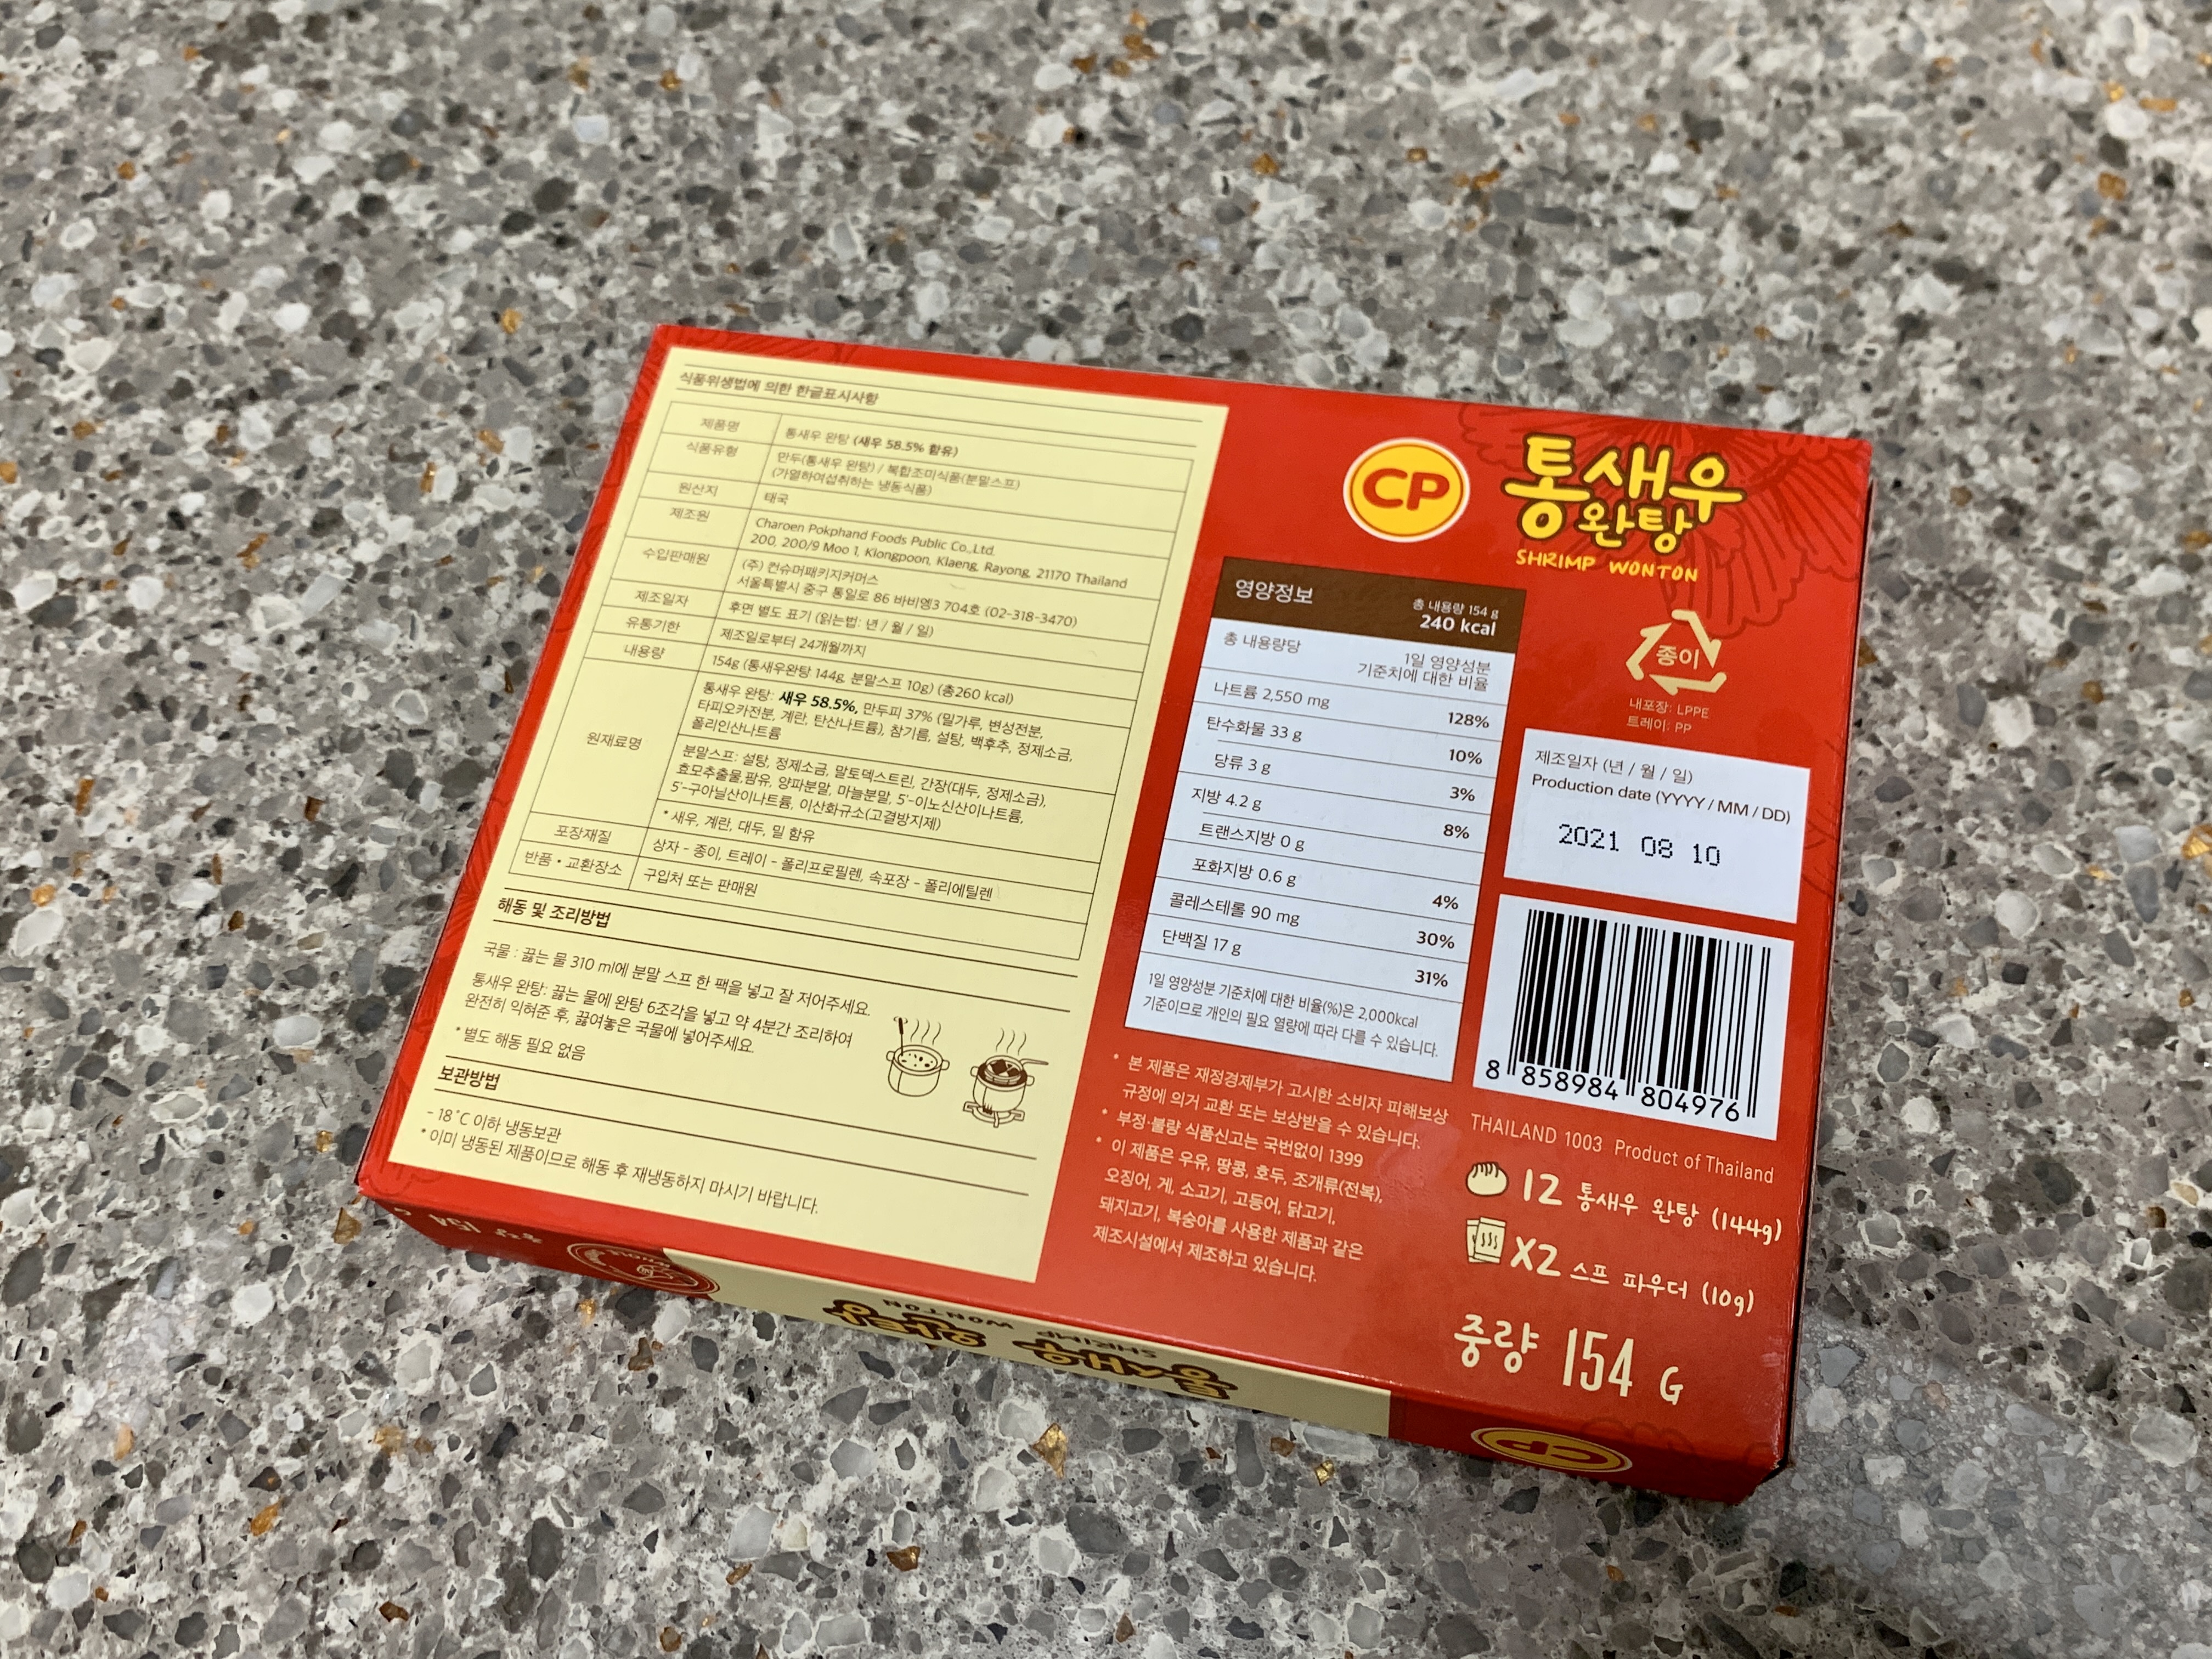 식품위생법에 의한 한글표시사항
제품명 통새우 완탕 (새우 58.5% 함유)
식품유형 만두(통새우 완탕) / 복합조미식품(분말스프)
(가열하여섭취하는 냉동식품)
원산지 태국
제조원 Charoen Pokphand Foods Public Co.,Ltd.
200, 200/9 Moo 1, Klongpoon, Klaeng, Rayong, 21170 Thailand
수입판매원 (주) 컨슈머패키지커머스
서울특별시 중구 통일로 86 바비엥3 704호 (02-318-3470)
제조일자 후면 별도 표기 (읽는법: 년 / 월 / 일)
유통기한 제조일로부터 24개월까지
내용량 154g (통새우완탕 144g, 분말스프 10g) (총260 kcal)
원재료명 통새우 완탕: 새우 58.5%, 만두피 37% (밀가루, 변성전분,
타피오카전분, 계란, 탄산나트륨), 참기름, 설탕, 백후추, 정제소금,
폴리인산나트륨
분말스프: 설탕, 정제소금, 말토덱스트린, 간장(대두, 정제소금),
효모추출물,팜유, 양파분말, 마늘분말, 5'-이노신산이나트륨,
5'-구아닐산이나트륨, 이산화규소(고결방지제)
* 새우, 계란, 대두, 밀 함유
포장재질 상자 - 종이, 트레이 - 폴리프로필렌, 속포장 - 폴리에틸렌
반품 • 교환장소 구입처 또는 판매원
해동 및 조리방법
국물 : 끓는 물 310 ml에 분말 스프 한 팩을 넣고 잘 저어주세요.
통새우 완탕: 끓는 물에 완탕 6조각을 넣고 약 4분간 조리하여
완전히 익혀준 후, 끓여놓은 국물에 넣어주세요.
* 별도 해동 필요 없음
보관방법
- 18˚C 이하 냉동보관
* 이미 냉동된 제품이므로 해동 후 재냉동하지 마시기 바랍니다.
CP
통새우
완탕
SHRIMP WONTON
영양정보
총 내용량 154 g
240 kcal
총 내용량당 1일 영양성분
기준치에 대한 비율
나트륨 2,550 mg 128%
탄수화물 33 g 10%
당류 3 g 3%
지방 4.2 g 8%
트랜스지방 0 g
포화지방 0.6 g 4%
콜레스테롤 90 mg 30%
단백질 17 g 31%
1일 영양성분 기준치에 대한 비율(%)은 2,000kcal
기준이므로 개인의 필요 열량에 따라 다를 수 있습니다.
* 본 제품은 재정경제부가 고시한 소비자 피해보상
규정에 의거 교환 또는 보상받을 수 있습니다.
* 부정·불량 식품신고는 국번없이 1399
* 이 제품은 우유, 땅콩, 호두, 조개류(전복),
오징어, 게, 소고기, 고등어, 닭고기,
돼지고기, 복숭아를 사용한 제품과 같은
제조시설에서 제조하고 있습니다.
종이
내포장: LPPE
트레이: PP
제조일자 (년 / 월 / 일)
Production date (YYYY / MM / DD)
2021 08 10
8 858984 804976
THAILAND 1003 Product of Thailand
12 통새우 완탕 (144g)
X2 스프 파우더 (10g)
중량 154 G
통새우 완탕
SHRIMP WONTON
CP